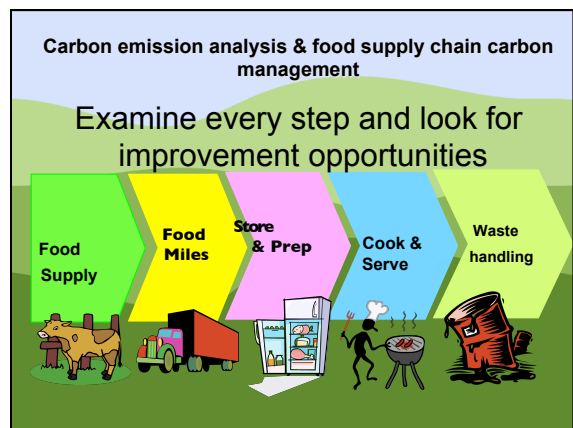 Carbon emission analysis & food supply chain carbon
management
Examine every step and look for
improvement opportunities
Food
Supply
Food
Miles
Store
& Prep
Cook &
Serve
Waste
handling